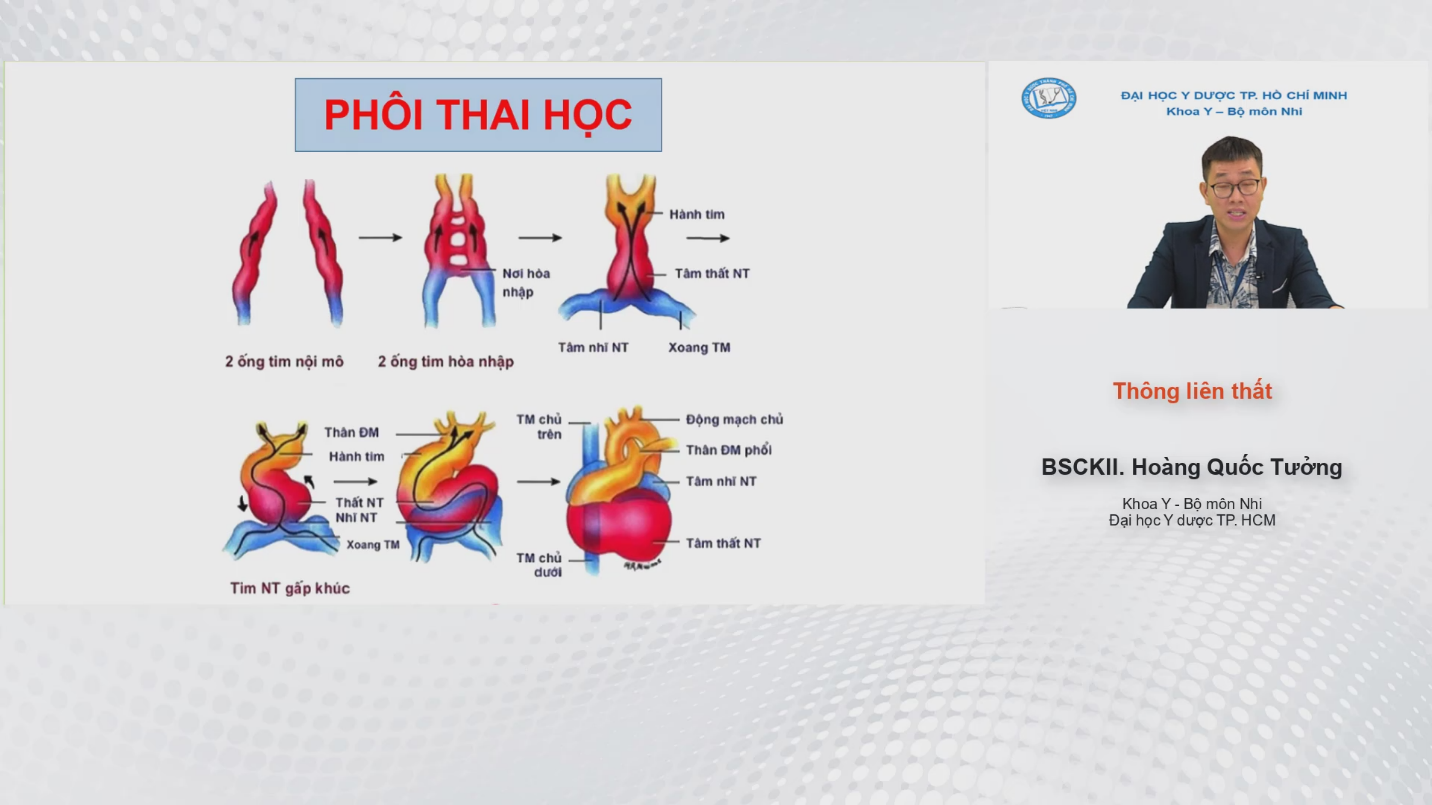 PHÔI THAI HỌC
Hành tim
Tâm thất NT
Nơi hòa
nhập
Tâm nhĩ NT
Xoang TM
2 ống tim nội mô
2 ống tim hòa nhập
Thân ĐM
Hành tim
Thất NT
Nhĩ NT
Xoang TM
Tim NT gấp khúc
TM chủ
trên
Động mạch chủ
Thân ĐM phổi
Tâm nhĩ NT
Tâm thất NT
TM chủ
dưới
ĐẠI HỌC Y DƯỢC TP. HỒ CHÍ MINH
Khoa Y – Bộ môn Nhi
Thông liên thất
BSCKII. Hoàng Quốc Tưởng
Khoa Y - Bộ môn Nhi
Đại học Y dược TP. HCM